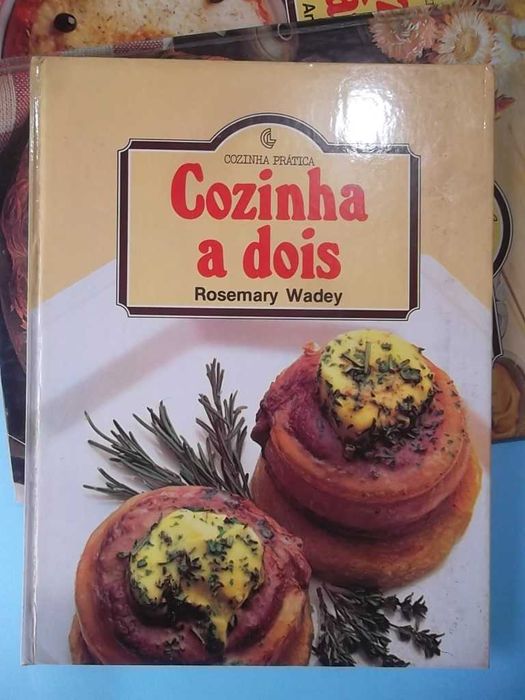 COZINHA PRÁTICA
Cozinha
a dois
Rosemary Wadey